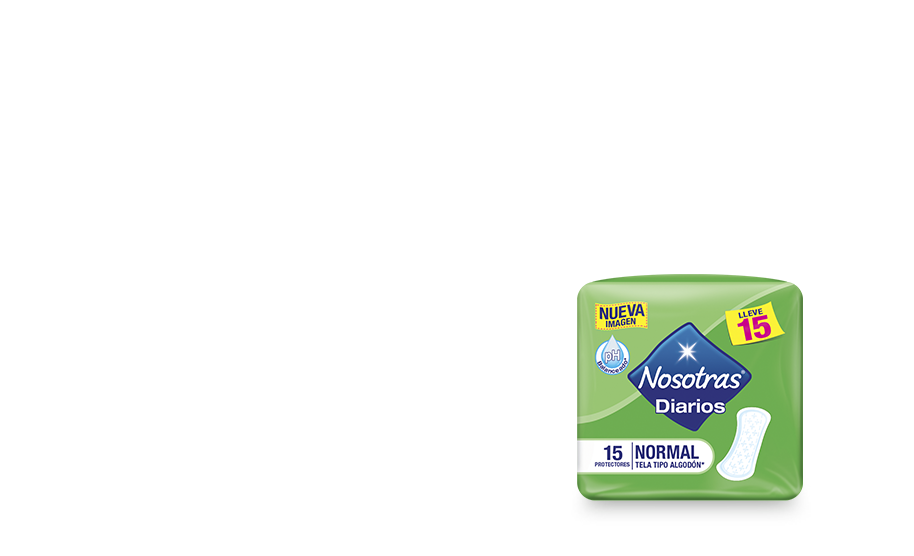 NUEVA
IMAGEN
LLEVE
15
pH
Balanceado*
Nosotras®
Diarios
15
PROTECTORES
NORMAL
TELA TIPO ALGODÓN*